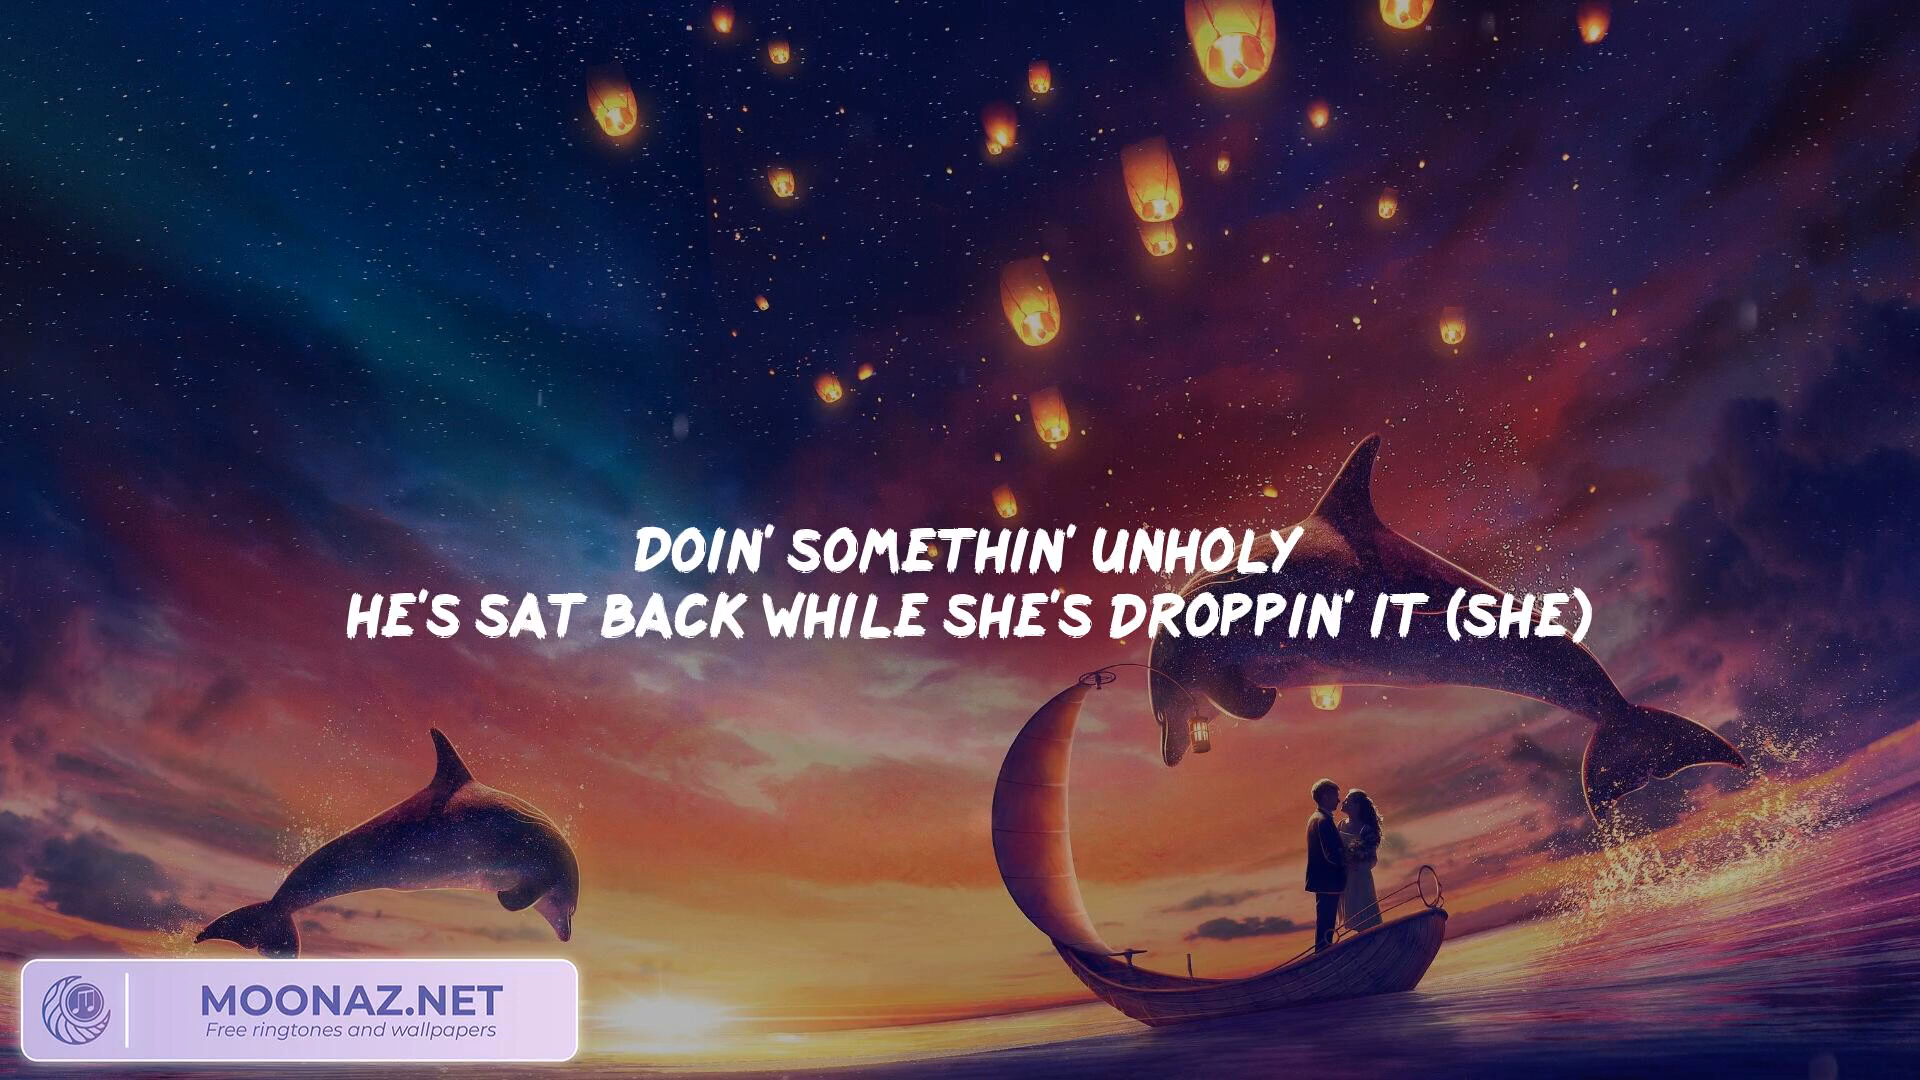 DOIN' SOMETHIN' UNHOLY
HE'S SAT BACK WHILE SHE'S DROPPIN' IT (SHE)
MOONAZ.NET
Free ringtones and wallpapers